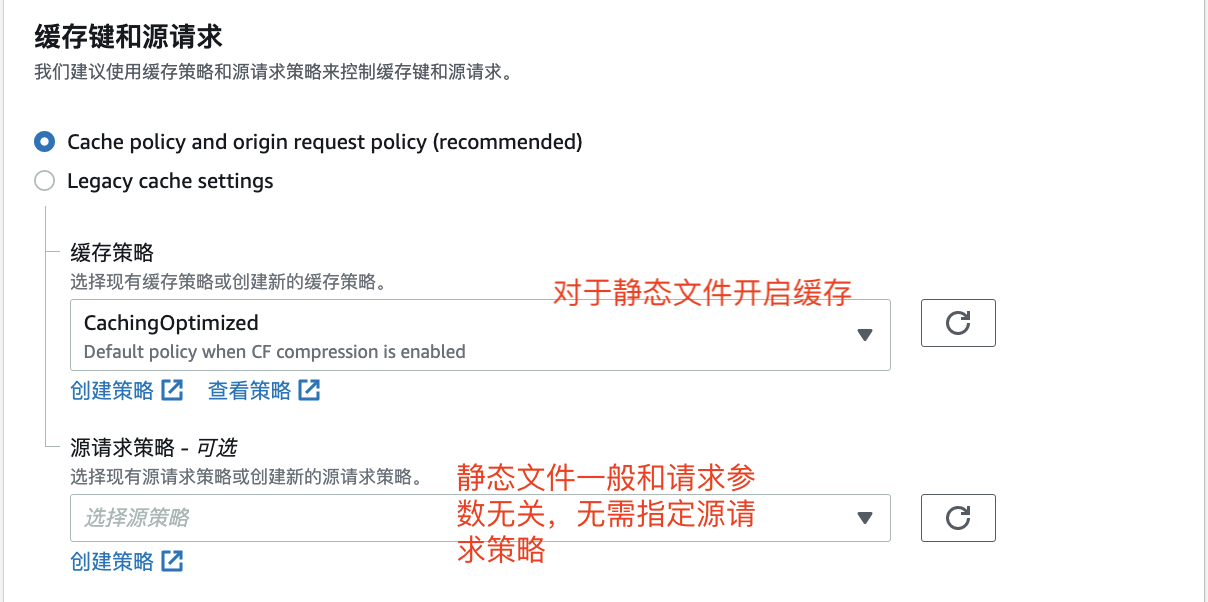 缓存键和源请求
我们建议使用缓存策略和源请求策略来控制缓存键和源请求。
Cache policy and origin request policy (recommended)
Legacy cache settings
缓存策略
选择现有缓存策略或创建新的缓存策略。
对于静态文件开启缓存
CachingOptimized
Default policy when CF compression is enabled
创建策略 查看策略
源请求策略 - 可选
选择现有源请求策略或创建新的源请求策略。
静态文件一般和请求参
数无关，无需指定源请
求策略
选择源策略
创建策略